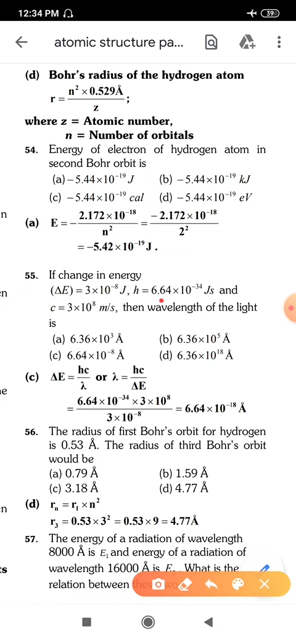 12:34 PM
39
atomic structure pa...
(d) Bohr's radius of the hydrogen atom
r = n² × 0.529Å / z ;
where z = Atomic number,
n = Number of orbitals
54. Energy of electron of hydrogen atom in
second Bohr orbit is
(a) – 5.44×10⁻¹⁹ J (b) – 5.44×10⁻¹⁹ kJ
(c) – 5.44×10⁻¹⁹ cal (d) – 5.44×10⁻¹⁹ eV
n
(a) E = – 2.172×10⁻¹⁸ / n² = – 2.172×10⁻¹⁸ / 2²
= –5.42×10⁻¹⁹ J .
55. If change in energy
en (ΔE) = 3×10⁻⁸ J, h = 6.64×10⁻³⁴ Js and
c = 3×10⁸ m/s, then wavelength of the light
is
(a) 6.36×10³ Å (b) 6.36×10⁵ Å
(c) 6.64×10⁻⁸ Å (d) 6.36×10¹⁸ Å
ne
(c) ΔE = hc / λ or λ = hc / ΔE
= 6.64×10⁻³⁴ ×3×10⁸ / 3×10⁻⁸ = 6.64×10⁻¹⁸ Å
56. The radius of first Bohr's orbit for hydrogen
is 0.53 Å. The radius of third Bohr's orbit
would be
(a) 0.79 Å (b) 1.59 Å
(c) 3.18 Å (d) 4.77 Å
n (d) rₙ = r₁ ×n²
r₃ = 0.53×3² = 0.53×9 = 4.77Å
57. The energy of a radiation of wavelength
8000 Å is E₁ and energy of a radiation of
ts wavelength 16000 Å is E What is the
relation between